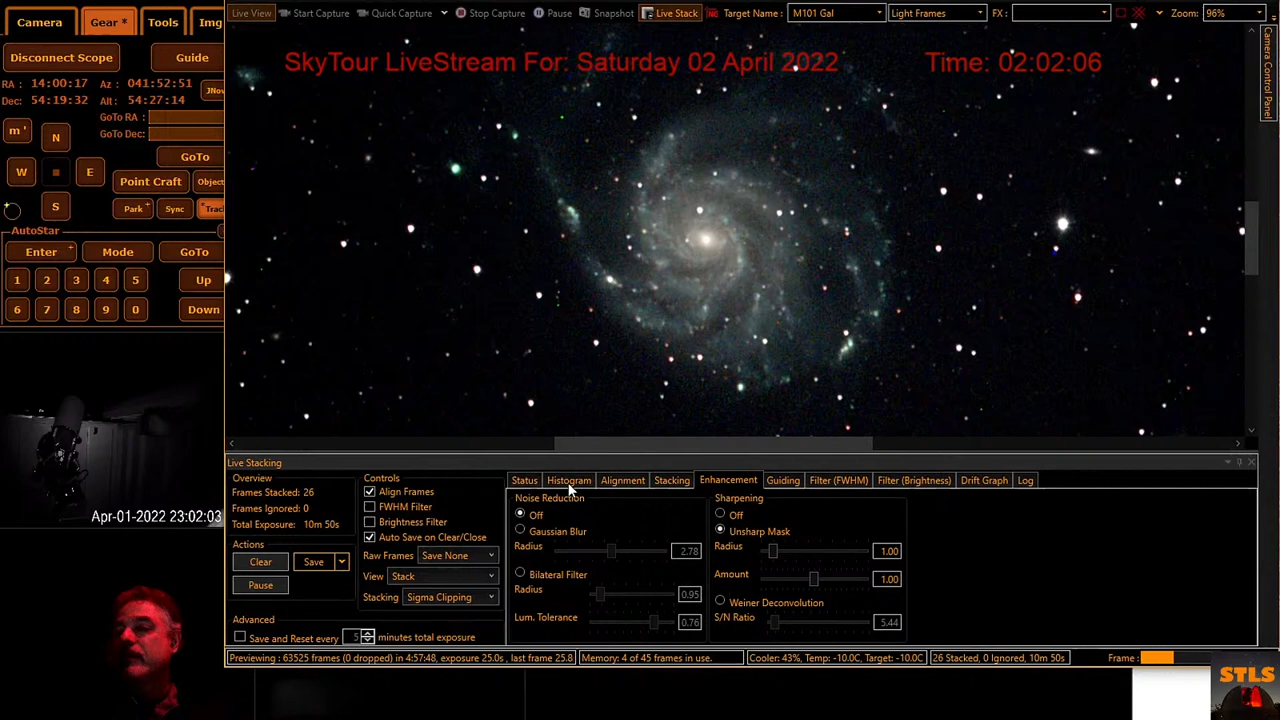 Camera Gear * Tools Img
Live View Start Capture Quick Capture Stop Capture Pause Snapshot Live Stack Target Name : M101 Gal Light Frames FX : Zoom: 96%
Disconnect Scope Guide
RA : 14:00:17 Az : 041:52:51 JNow
Dec: 54:19:32 Alt : 54:27:14
GoTo RA :
GoTo Dec:
m '
N
W E
S
GoTo
Point Craft Object
Park + Sync Track
AutoStar
Enter + Mode GoTo
1 2 3 4 5 Up
6 7 8 9 0 Down
SkyTour LiveStream For: Saturday 02 April 2022 Time: 02:02:06
Camera Control Panel
Apr-01-2022 23:02:03
Live Stacking
Overview
Frames Stacked: 26
Frames Ignored: 0
Total Exposure: 10m 50s
Actions
Clear Save
Pause
Advanced
Save and Reset every 5 minutes total exposure
Controls
Align Frames
FWHM Filter
Brightness Filter
Auto Save on Clear/Close
Raw Frames Save None
View Stack
Stacking Sigma Clipping
Status Histogram Alignment Stacking Enhancement Guiding Filter (FWHM) Filter (Brightness) Drift Graph Log
Noise Reduction
Off
Gaussian Blur
Radius 2.78
Bilateral Filter
Radius 0.95
Lum. Tolerance 0.76
Sharpening
Off
Unsharp Mask
Radius 1.00
Amount 1.00
Weiner Deconvolution
S/N Ratio 5.44
Previewing : 63525 frames (0 dropped) in 4:57:48, exposure 25.0s , last frame 25.8 Memory: 4 of 45 frames in use. Cooler: 43%, Temp: -10.0C, Target: -10.0C 26 Stacked, 0 Ignored, 10m 50s Frame :
STLS